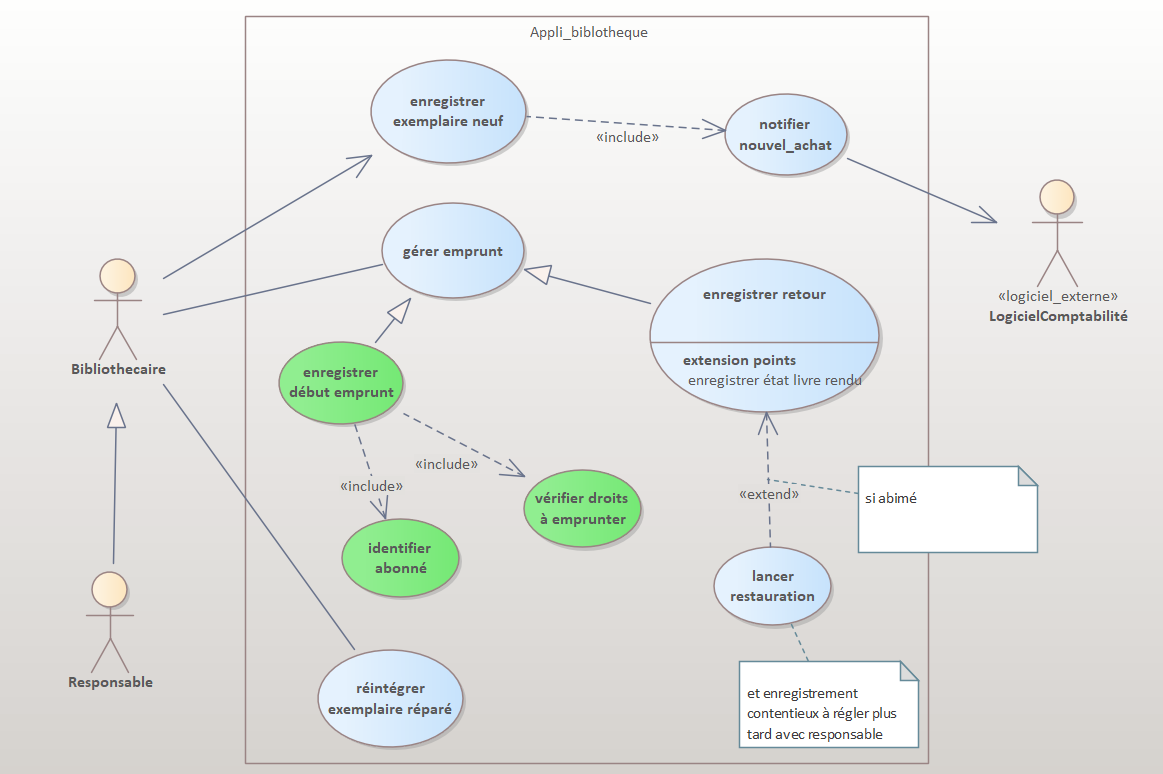 Appli_biblotheque
enregistrer
exemplaire neuf
«include»
notifier
nouvel_achat
gérer emprunt
enregistrer retour
extension points
enregistrer état livre rendu
«logiciel_externe»
LogicielComptabilité
Bibliothecaire
enregistrer
début emprunt
«include»
«include»
vérifier droits
à emprunter
identifier
abonné
«extend»
si abimé
lancer
restauration
Responsable
réintégrer
exemplaire réparé
et enregistrement
contentieux à régler plus
tard avec responsable